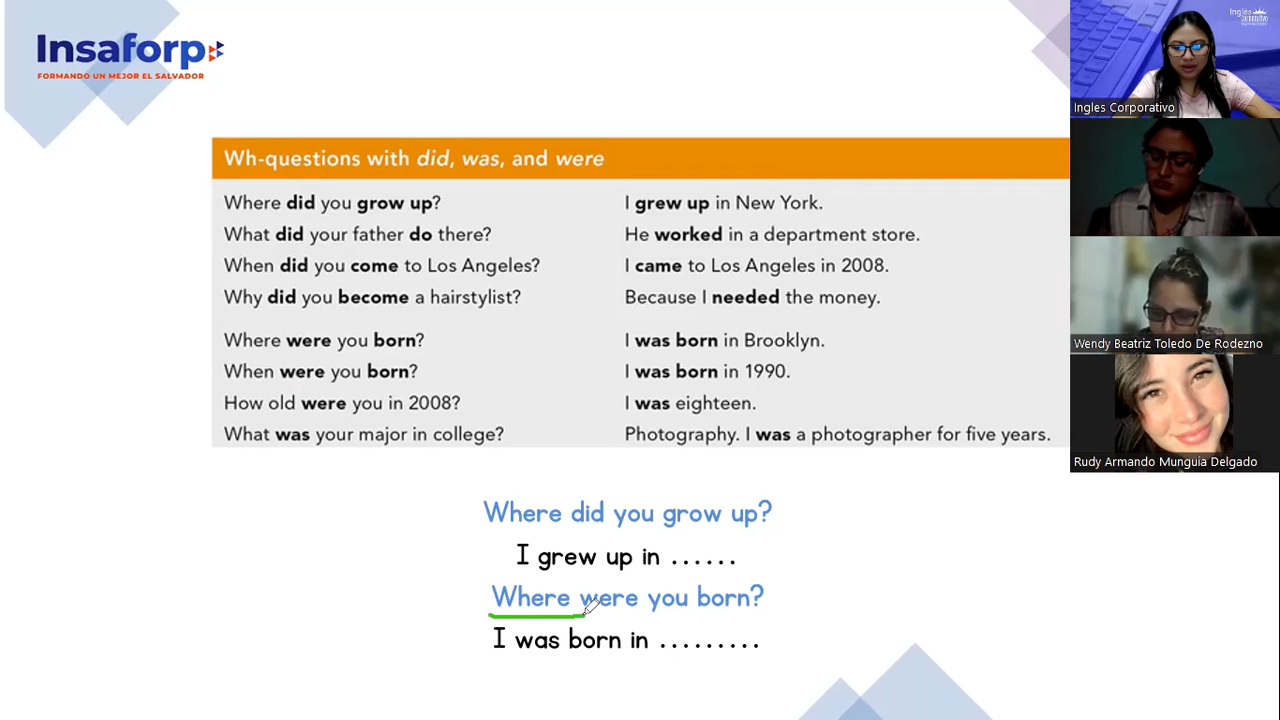 Insaforp
FORMANDO UN MEJOR EL SALVADOR
Wh-questions with did, was, and were
Where did you grow up? I grew up in New York.
What did your father do there? He worked in a department store.
When did you come to Los Angeles? I came to Los Angeles in 2008.
Why did you become a hairstylist? Because I needed the money.
Where were you born? I was born in Brooklyn.
When were you born? I was born in 1990.
How old were you in 2008? I was eighteen.
What was your major in college? Photography. I was a photographer for five years.
Where did you grow up?
I grew up in ......
Where were you born?
I was born in .........
Inglés
Ingles Corporativo
Wendy Beatriz Toledo De Rodezno
Rudy Armando Munguia Delgado